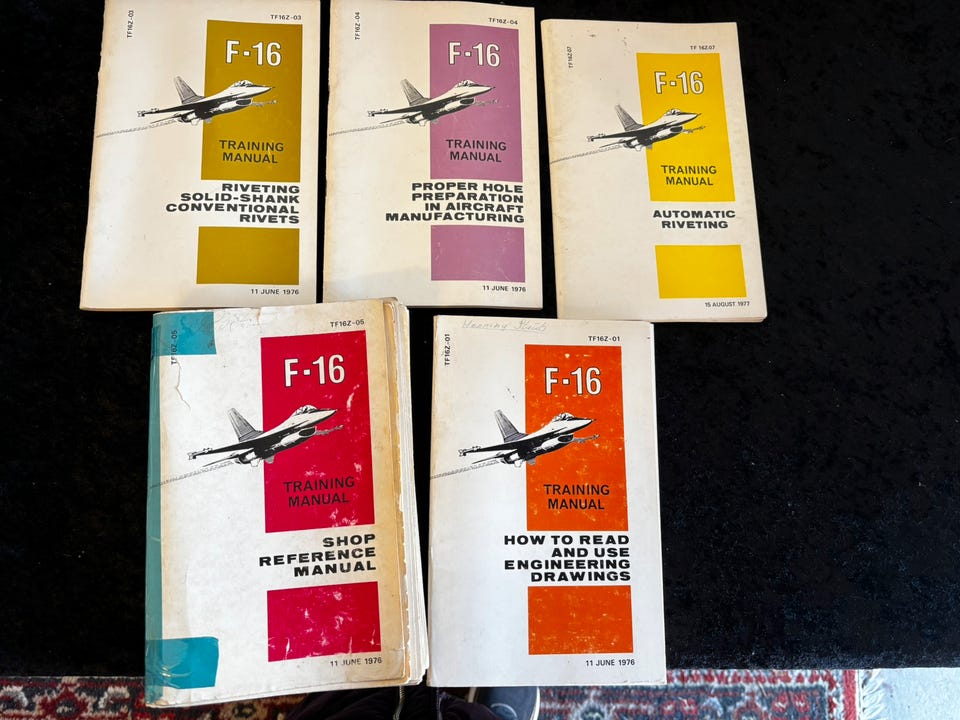 TF16Z-03
TF16Z-03
F-16
TRAINING
MANUAL
RIVETING
SOLID-SHANK
CONVENTIONAL
RIVETS
11 JUNE 1976
TF16Z-04
TF16Z-04
F-16
TRAINING
MANUAL
PROPER HOLE
PREPARATION
IN AIRCRAFT
MANUFACTURING
11 JUNE 1976
TF16Z-07
TF 16Z-07
F-16
TRAINING
MANUAL
AUTOMATIC
RIVETING
15 AUGUST 1977
TF16Z-05
TF16Z-05
F-16
TRAINING
MANUAL
SHOP
REFERENCE
MANUAL
11 JUNE 1976
TF16Z-01
TF16Z-01
F-16
TRAINING
MANUAL
HOW TO READ
AND USE
ENGINEERING
DRAWINGS
11 JUNE 1976